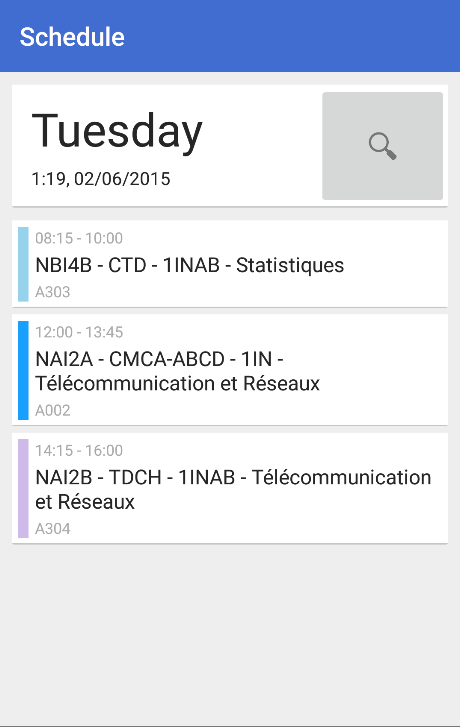 Schedule
Tuesday
1:19, 02/06/2015
08:15 - 10:00
NBI4B - CTD - 1INAB - Statistiques
A303
12:00 - 13:45
NAI2A - CMCA-ABCD - 1IN -
Télécommunication et Réseaux
A002
14:15 - 16:00
NAI2B - TDCH - 1INAB - Télécommunication
et Réseaux
A304